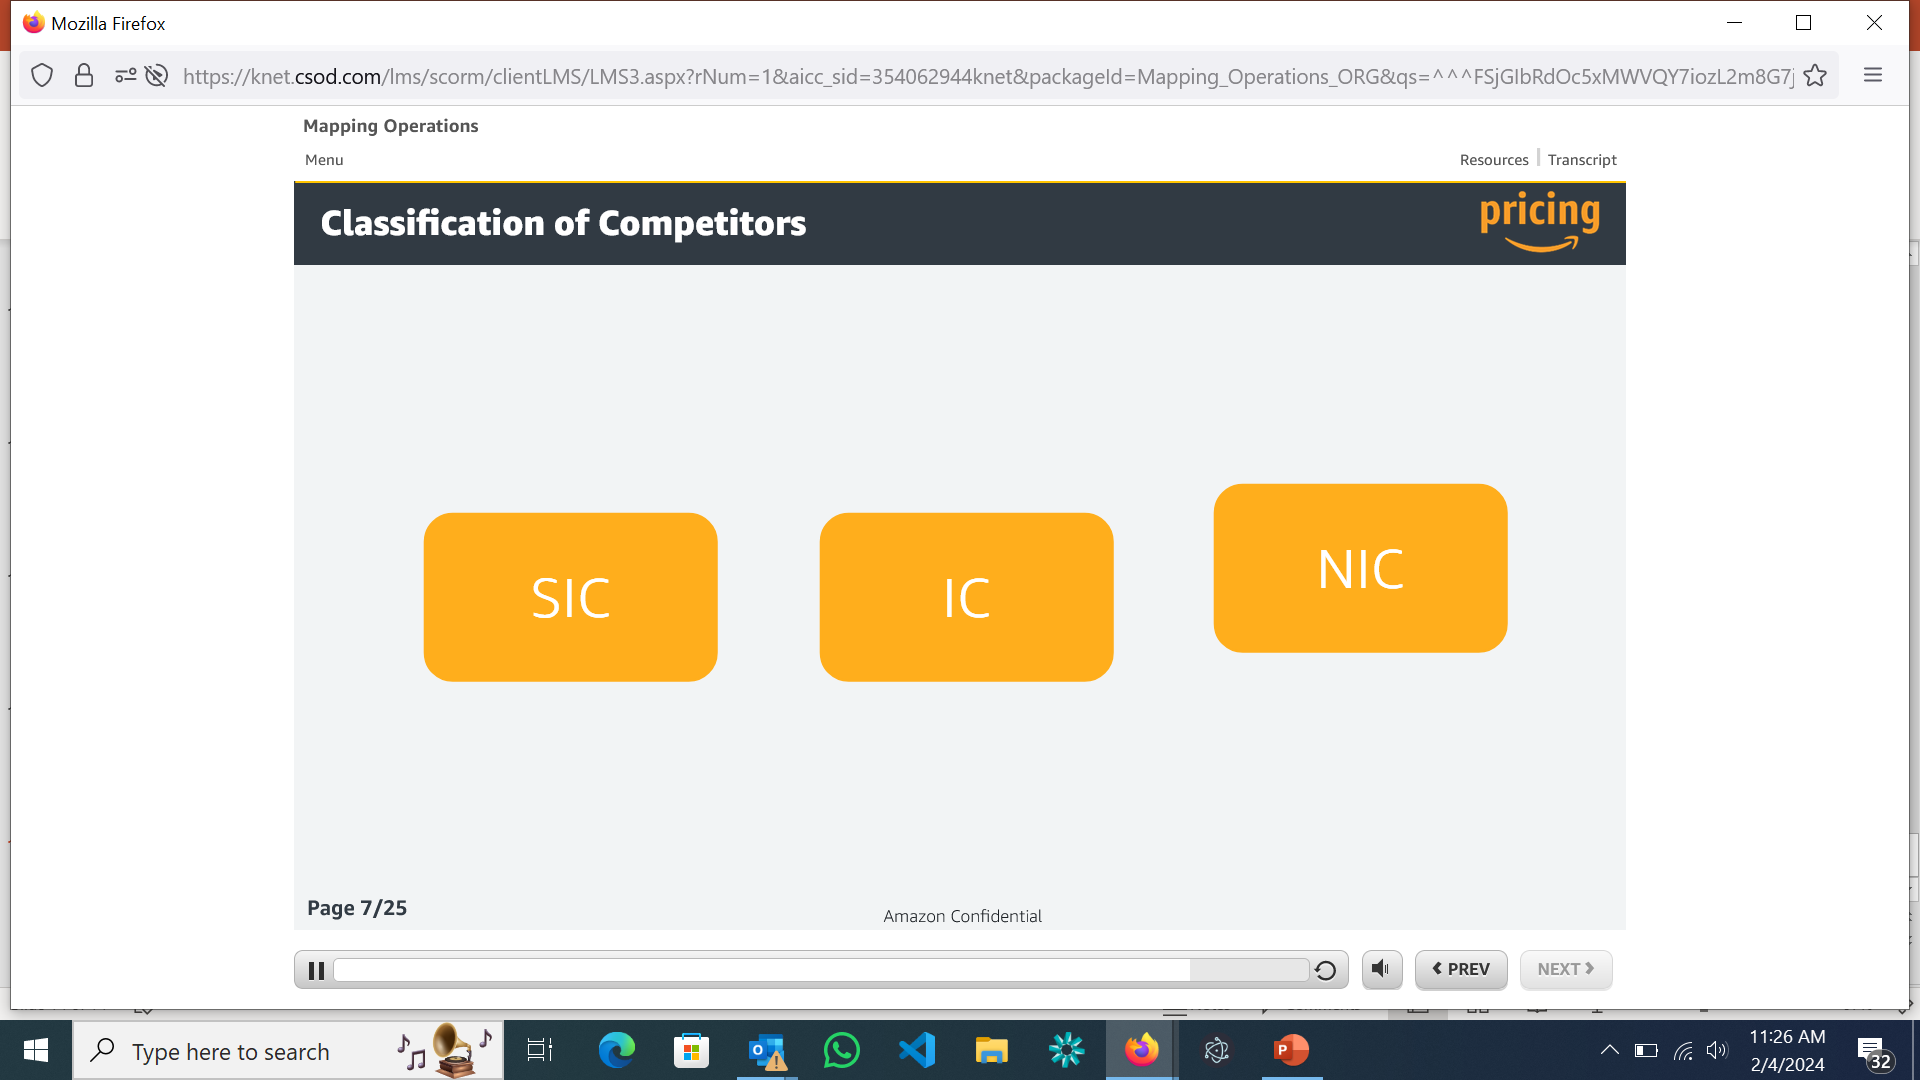 Mozilla Firefox
https://knet.csod.com/lms/scorm/clientLMS/LMS3.aspx?rNum=1&aicc_sid=354062944knet&packageId=Mapping_Operations_ORG&qs=^^^FSjGIbRdOc5xMWVQY7iozL2m8G7j
Mapping Operations
Menu
Resources
Transcript
Classification of Competitors
pricing
SIC
IC
NIC
Page 7/25
Amazon Confidential
PREV
NEXT
Type here to search
11:26 AM
2/4/2024
32